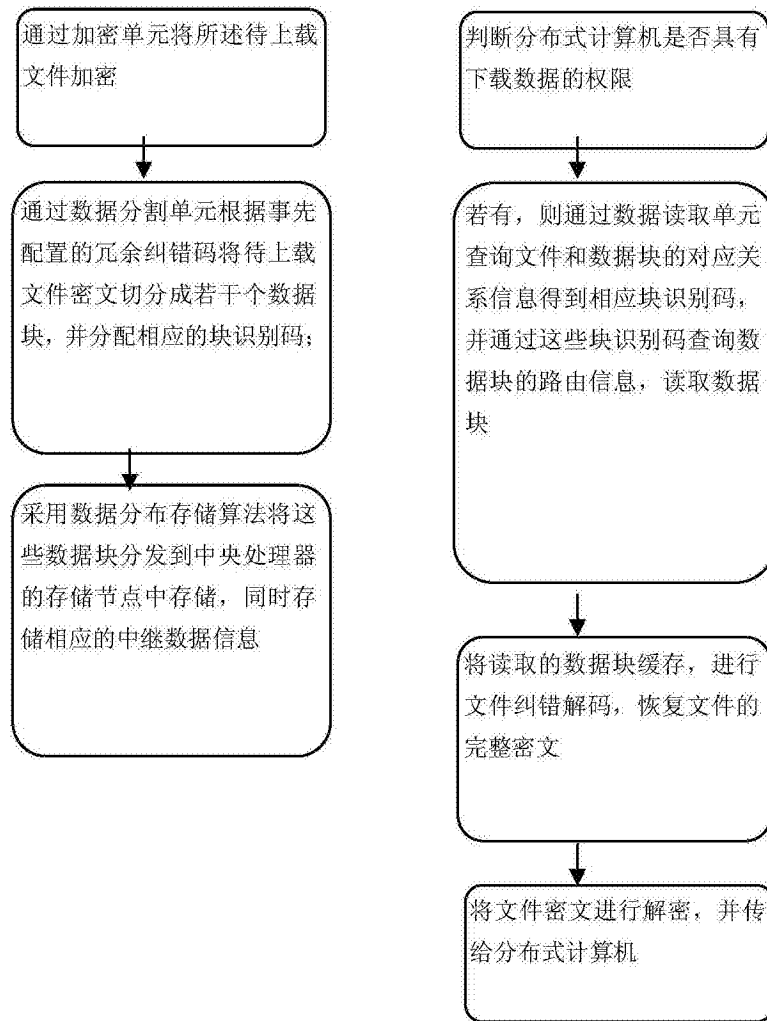 通过加密单元将所述待上载
文件加密
通过数据分割单元根据事先
配置的冗余纠错码将待上载
文件密文切分成若干个数据
块，并分配相应的块识别码；
采用数据分布存储算法将这
些数据块分发到中央处理器
的存储节点中存储，同时存
储相应的中继数据信息
判断分布式计算机是否具有
下载数据的权限
若有，则通过数据读取单元
查询文件和数据块的对应关
系信息得到相应块识别码，
并通过这些块识别码查询数
据块的路由信息，读取数据
块
将读取的数据块缓存，进行
文件纠错解码，恢复文件的
完整密文
将文件密文进行解密，并传
给分布式计算机